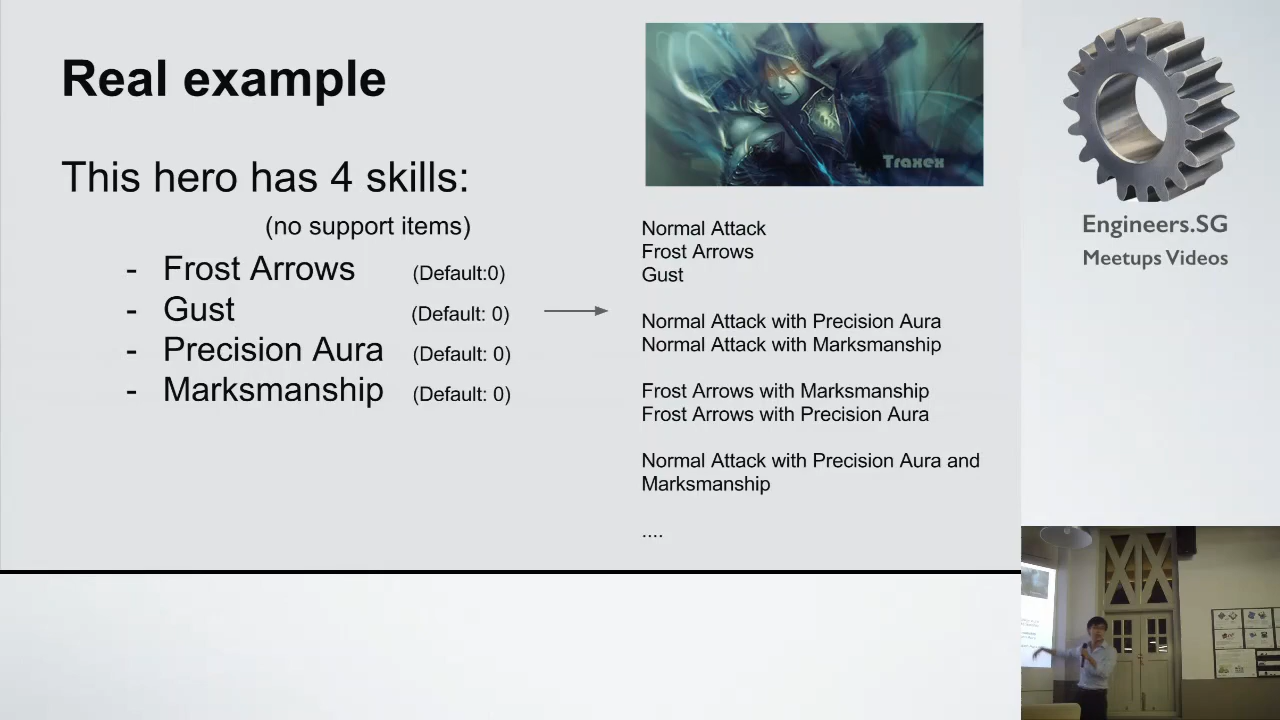 Real example
This hero has 4 skills:
(no support items)
- Frost Arrows (Default:0)
- Gust (Default: 0)
- Precision Aura (Default: 0)
- Marksmanship (Default: 0)
Traxex
Normal Attack
Frost Arrows
Gust
Normal Attack with Precision Aura
Normal Attack with Marksmanship
Frost Arrows with Marksmanship
Frost Arrows with Precision Aura
Normal Attack with Precision Aura and
Marksmanship
....
Engineers.SG
Meetups Videos